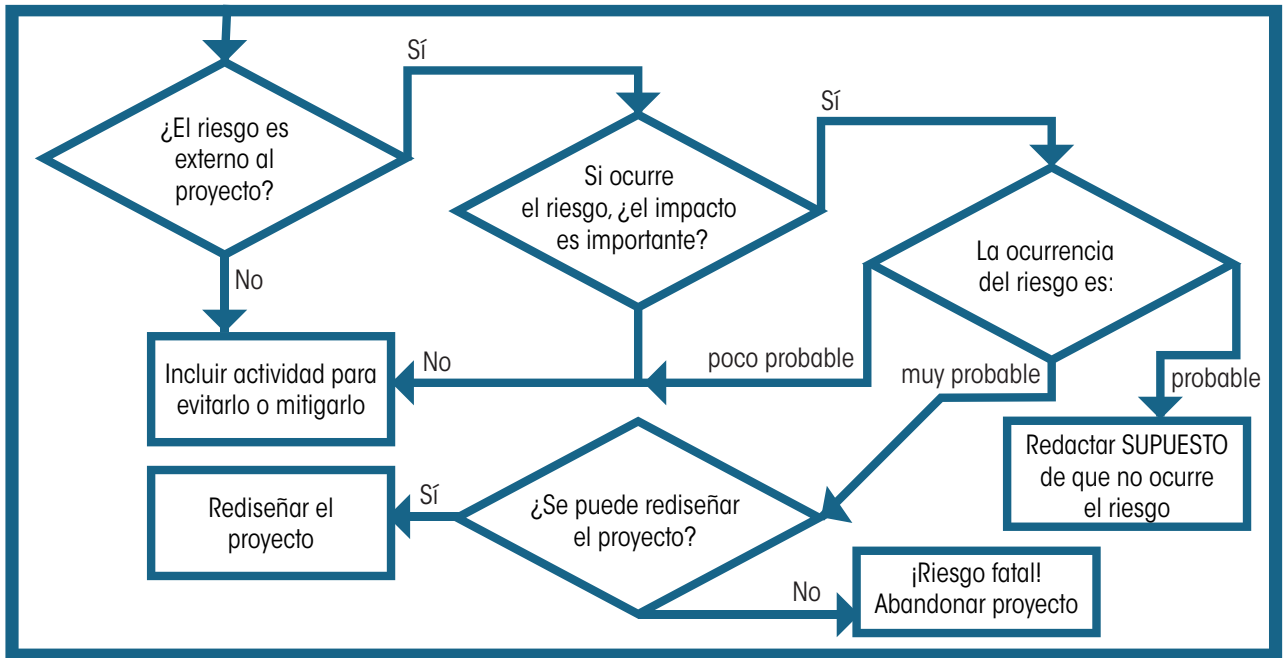 Sí
¿El riesgo es
externo al
proyecto?
No
Sí
Si ocurre
el riesgo, ¿el impacto
es importante?
La ocurrencia
del riesgo es:
Incluir actividad para
evitarlo o mitigarlo
No
poco probable
muy probable
probable
Redactar SUPUESTO
de que no ocurre
el riesgo
Rediseñar el
proyecto
Sí
¿Se puede rediseñar
el proyecto?
No
¡Riesgo fatal!
Abandonar proyecto